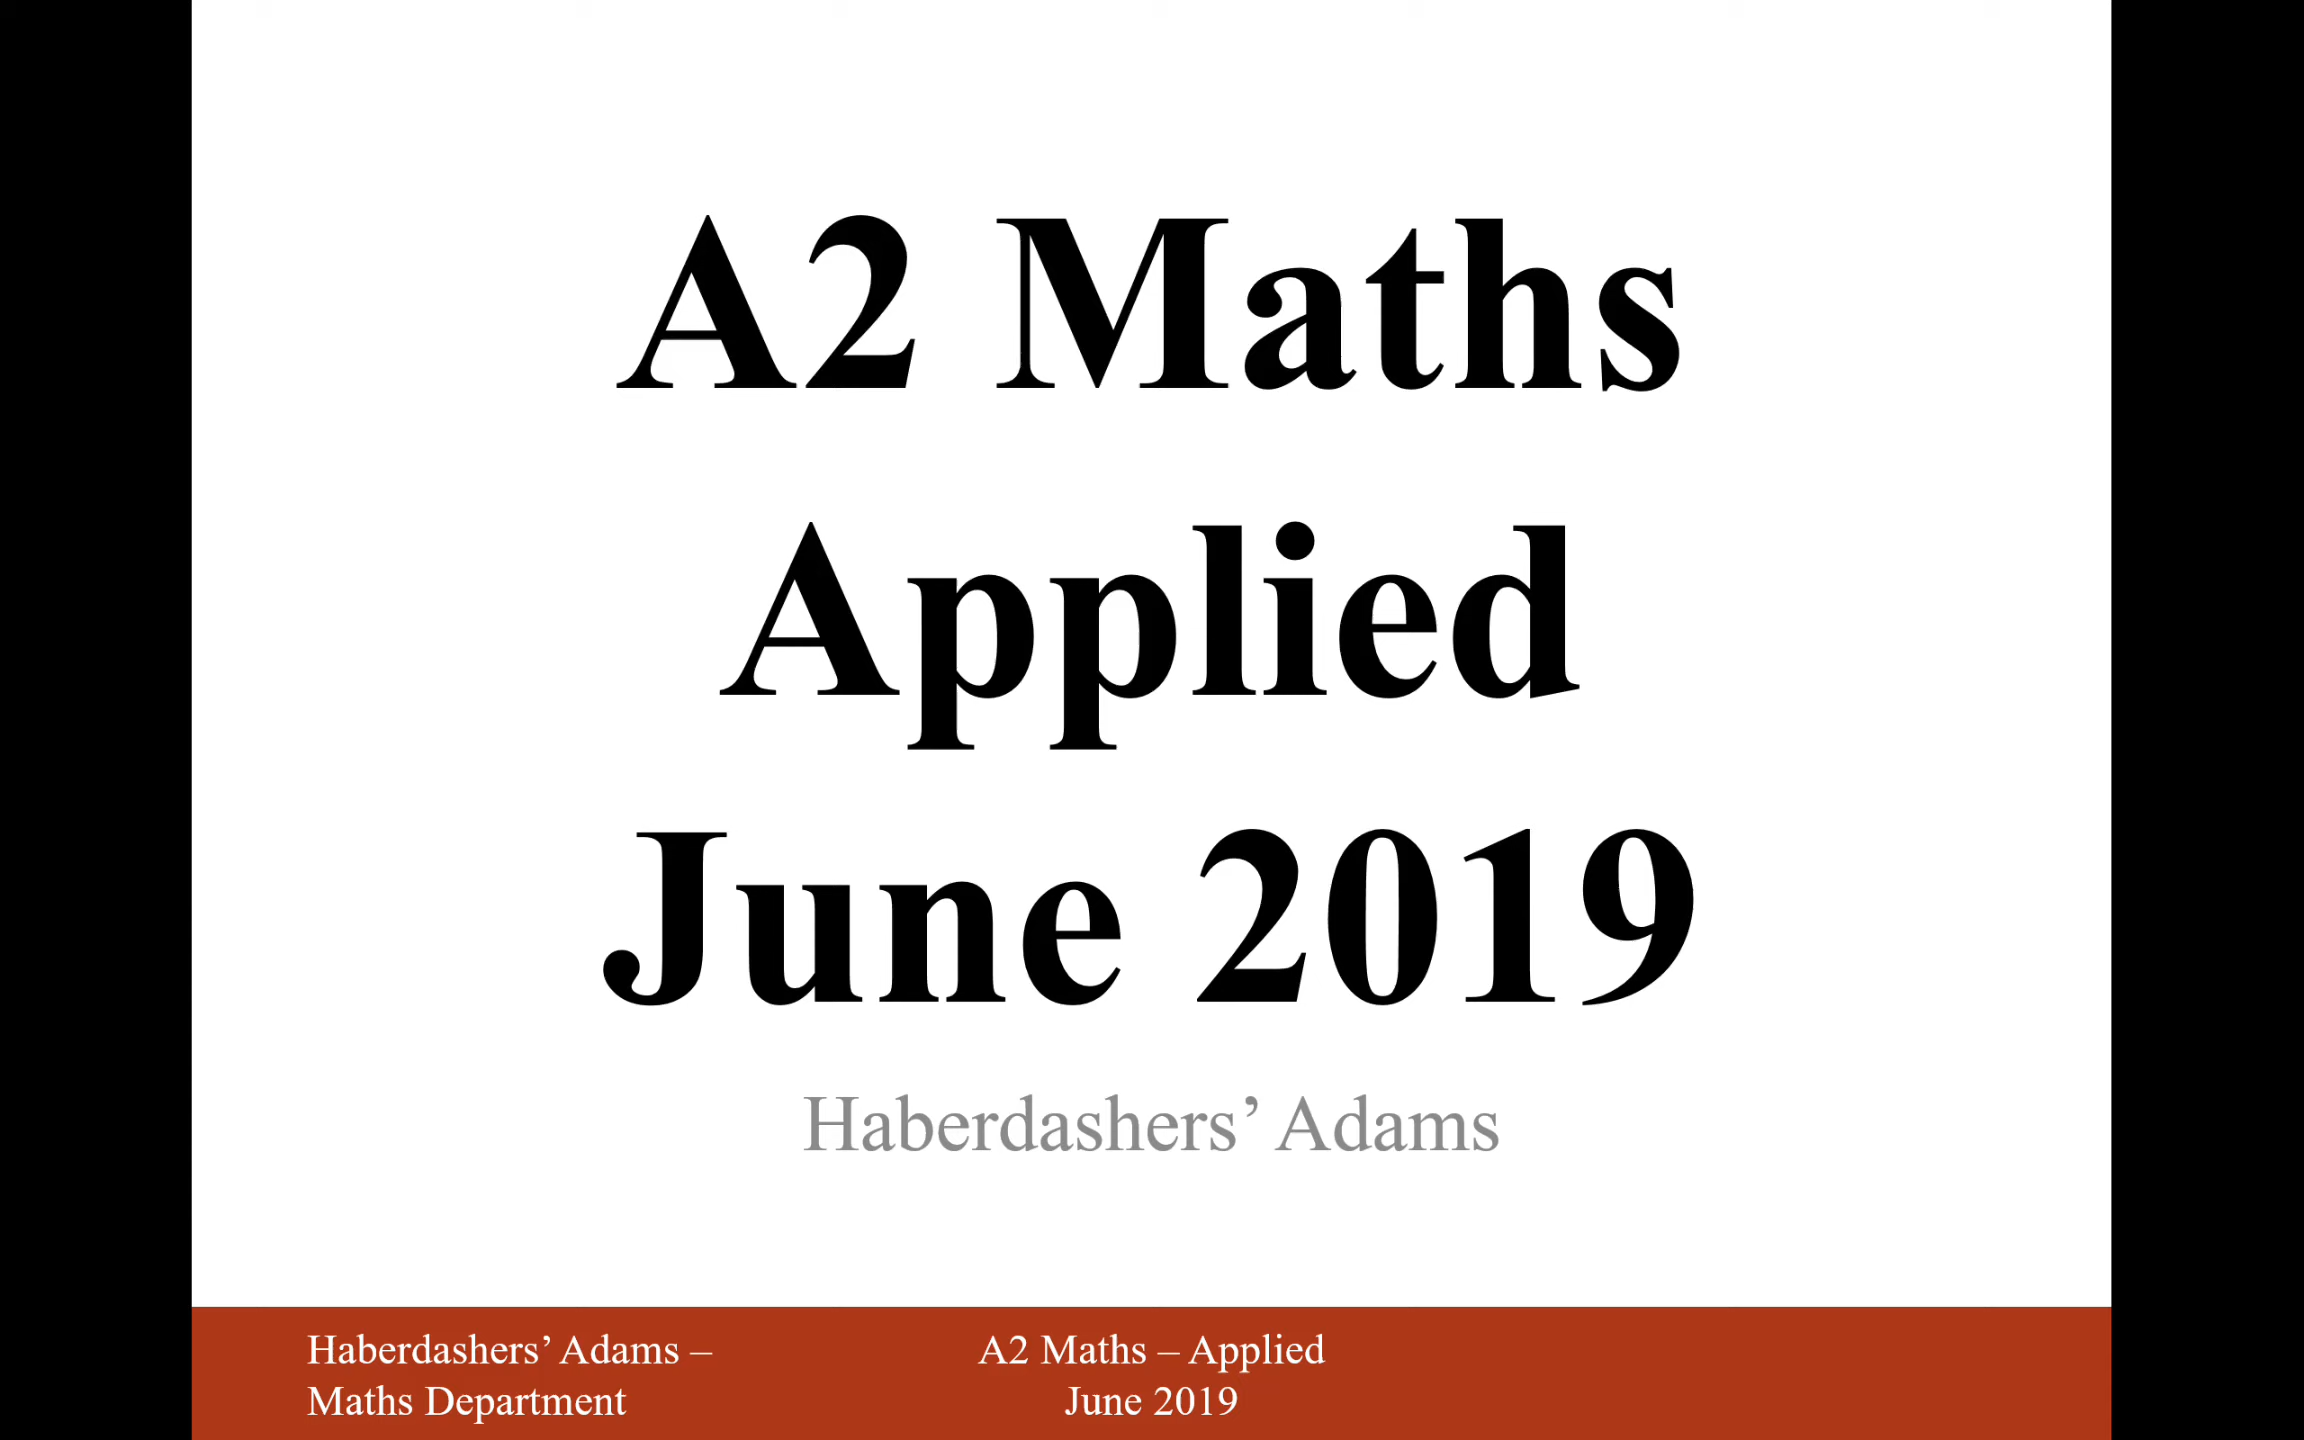 A2 Maths
Applied
June 2019
Haberdashers’ Adams
Haberdashers’ Adams –
Maths Department
A2 Maths – Applied
June 2019